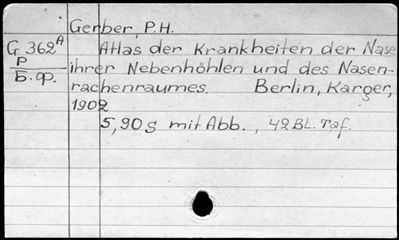 Gerber, P.H.
G 362ᴬ
Atlas der Krankheiten der Nase
P
ihrer Nebenhöhlen und des Nasen-
б.ф.
rachenraumes. Berlin, Karger,
1902
5,90 s mit Abb., 42 Bl. Taf.